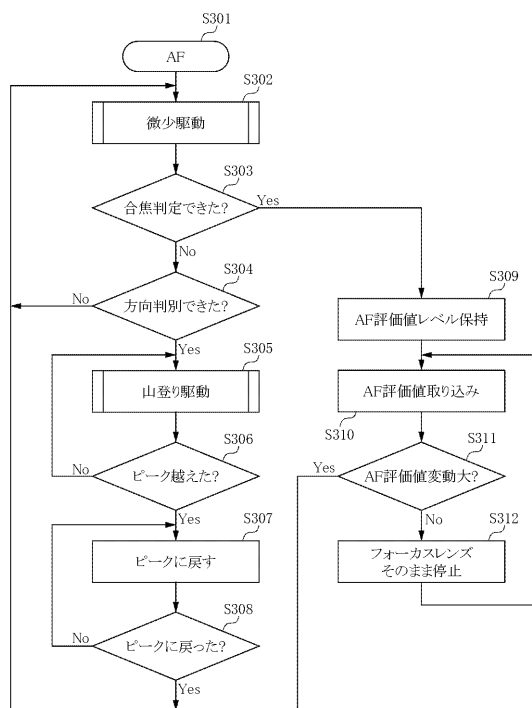 S301
AF
S302
微少駆動
S303
合焦判定できた?
Yes
No
S304
方向判別できた?
No
Yes
S305
山登り駆動
S306
ピーク越えた?
No
Yes
S307
ピークに戻す
S308
ピークに戻った?
No
Yes
S309
AF評価値レベル保持
AF評価値取り込み
S310
S311
AF評価値変動大?
Yes
No
S312
フォーカスレンズ
そのまま停止